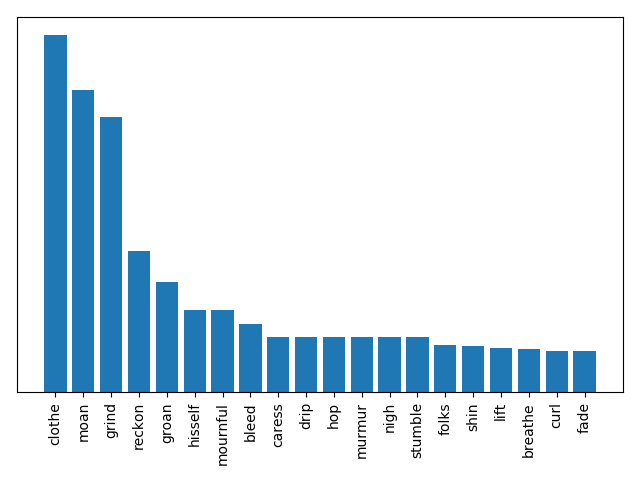 clothe
moan
grind
reckon
groan
hisself
mournful
bleed
caress
drip
hop
murmur
nigh
stumble
folks
shin
lift
breathe
curl
fade